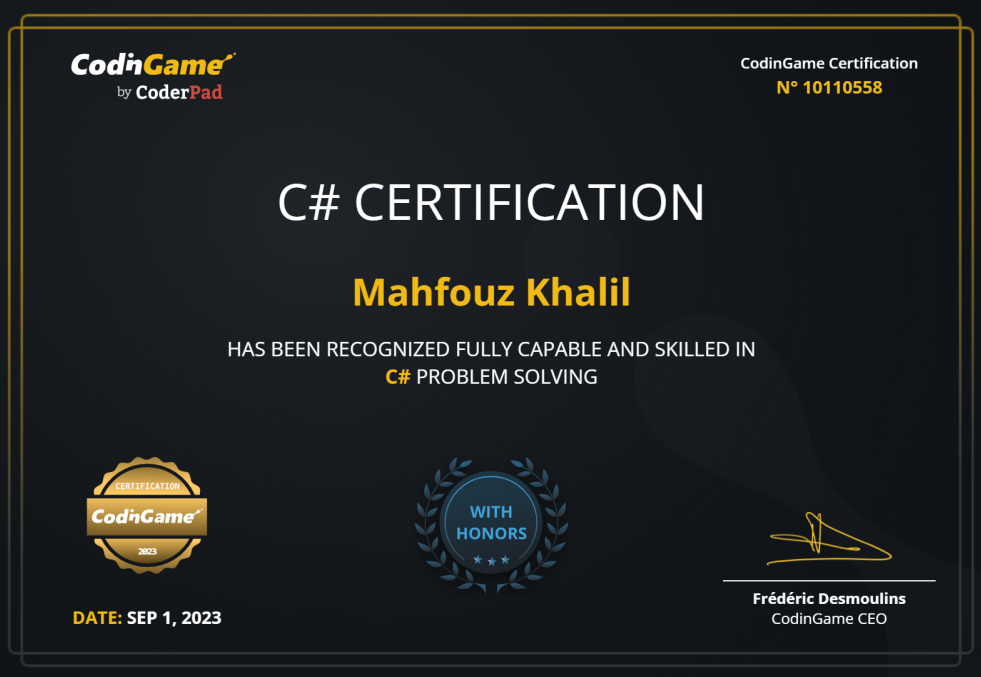 CodinGame
by CoderPad
CodinGame Certification
N° 10110558
C# CERTIFICATION
Mahfouz Khalil
HAS BEEN RECOGNIZED FULLY CAPABLE AND SKILLED IN
C# PROBLEM SOLVING
CERTIFICATION
CodinGame
2023
WITH
HONORS
DATE: SEP 1, 2023
Frédéric Desmoulins
CodinGame CEO